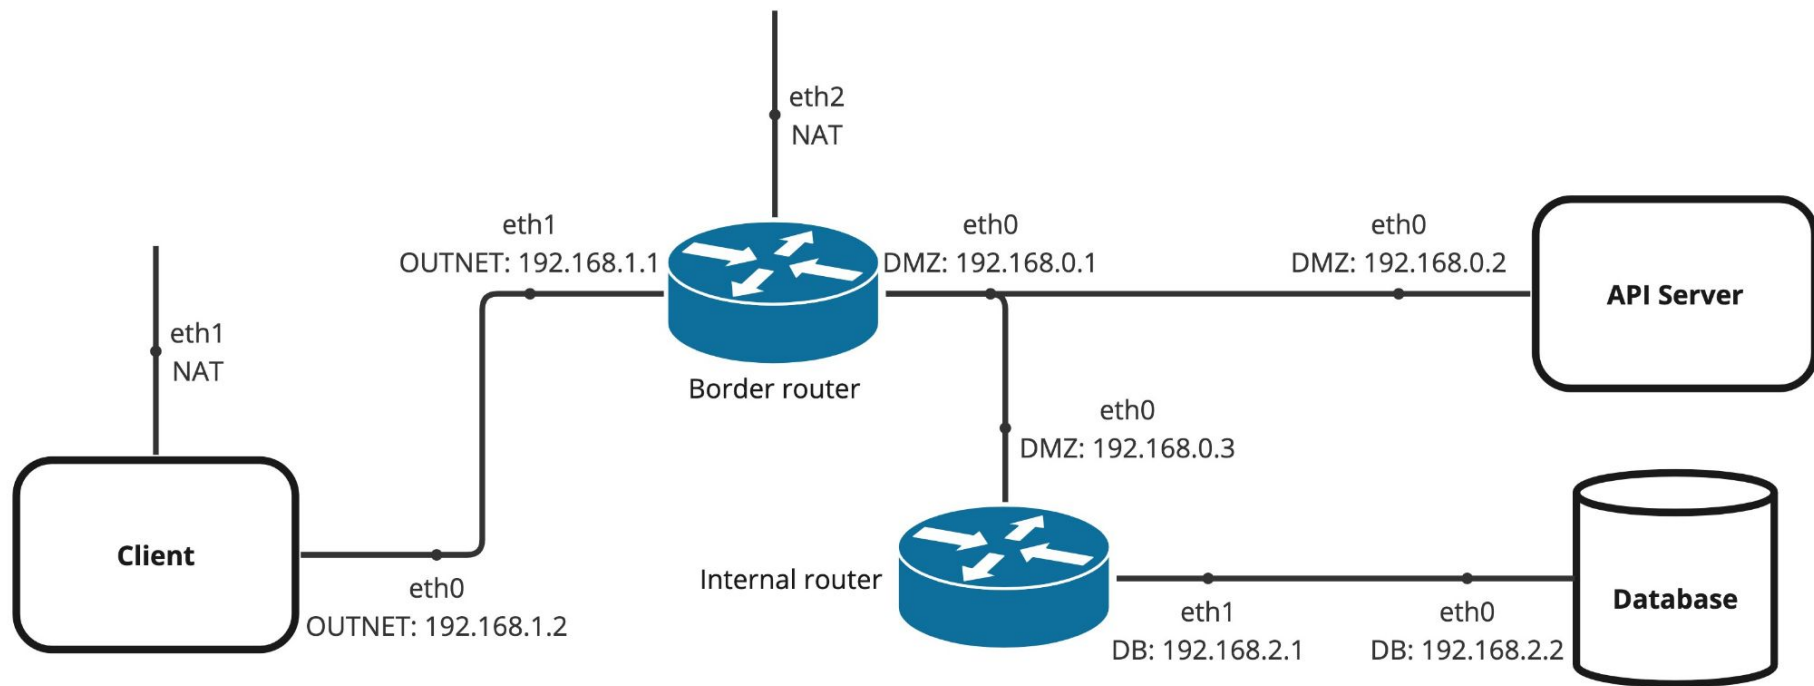 eth2
NAT
eth1
OUTNET: 192.168.1.1
eth0
DMZ: 192.168.0.1
eth0
DMZ: 192.168.0.2
API Server
eth1
NAT
Border router
eth0
DMZ: 192.168.0.3
Client
Internal router
eth0
OUTNET: 192.168.1.2
eth1
DB: 192.168.2.1
eth0
DB: 192.168.2.2
Database